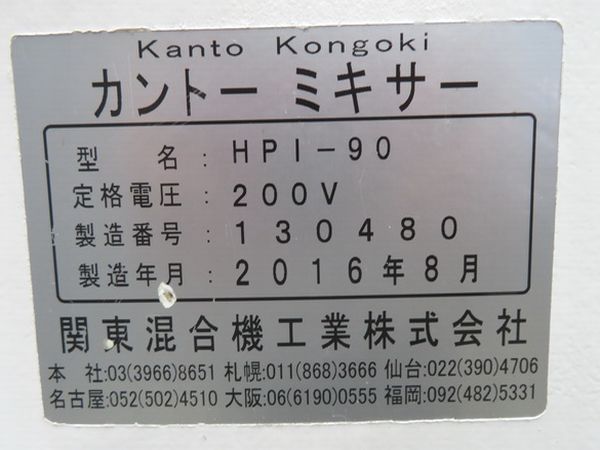 Kanto Kongoki
カントー ミキサー
型 名 : HPI-90
定格電圧 : 200V
製造番号 : 130480
製造年月 : 2016年8月
関東混合機工業株式会社
本 社:03(3966)8651 札幌:011(868)3666 仙台:022(390)4706
名古屋:052(502)4510 大阪:06(6190)0555 福岡:092(482)5331